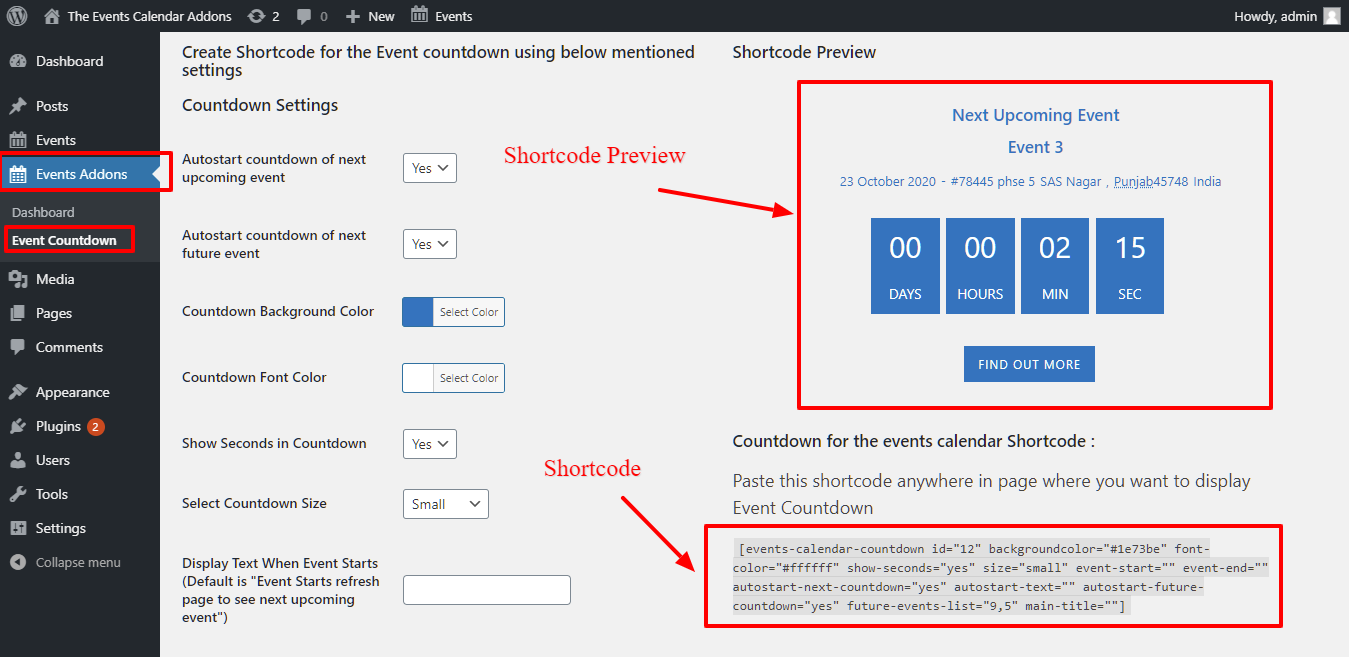 The Events Calendar Addons 2 0 New Events Howdy, admin
Dashboard
Posts
Events
Events Addons
Dashboard
Event Countdown
Media
Pages
Comments
Appearance
Plugins 2
Users
Tools
Settings
Collapse menu
Create Shortcode for the Event countdown using below mentioned
settings
Countdown Settings
Autostart countdown of next
upcoming event
Yes
Autostart countdown of next
future event
Yes
Countdown Background Color
Select Color
Countdown Font Color
Select Color
Show Seconds in Countdown
Yes
Select Countdown Size
Small
Display Text When Event Starts
(Default is "Event Starts refresh
page to see next upcoming
event")
Shortcode Preview
Shortcode Preview
Next Upcoming Event
Event 3
23 October 2020 - #78445 phse 5 SAS Nagar , Punjab45748 India
00 00 02 15
DAYS HOURS MIN SEC
FIND OUT MORE
Countdown for the events calendar Shortcode :
Shortcode
Paste this shortcode anywhere in page where you want to display
Event Countdown
[events-calendar-countdown id="12" backgroundcolor="#1e73be" font-
color="#ffffff" show-seconds="yes" size="small" event-start="" event-end=""
autostart-next-countdown="yes" autostart-text="" autostart-future-
countdown="yes" future-events-list="9,5" main-title=""]